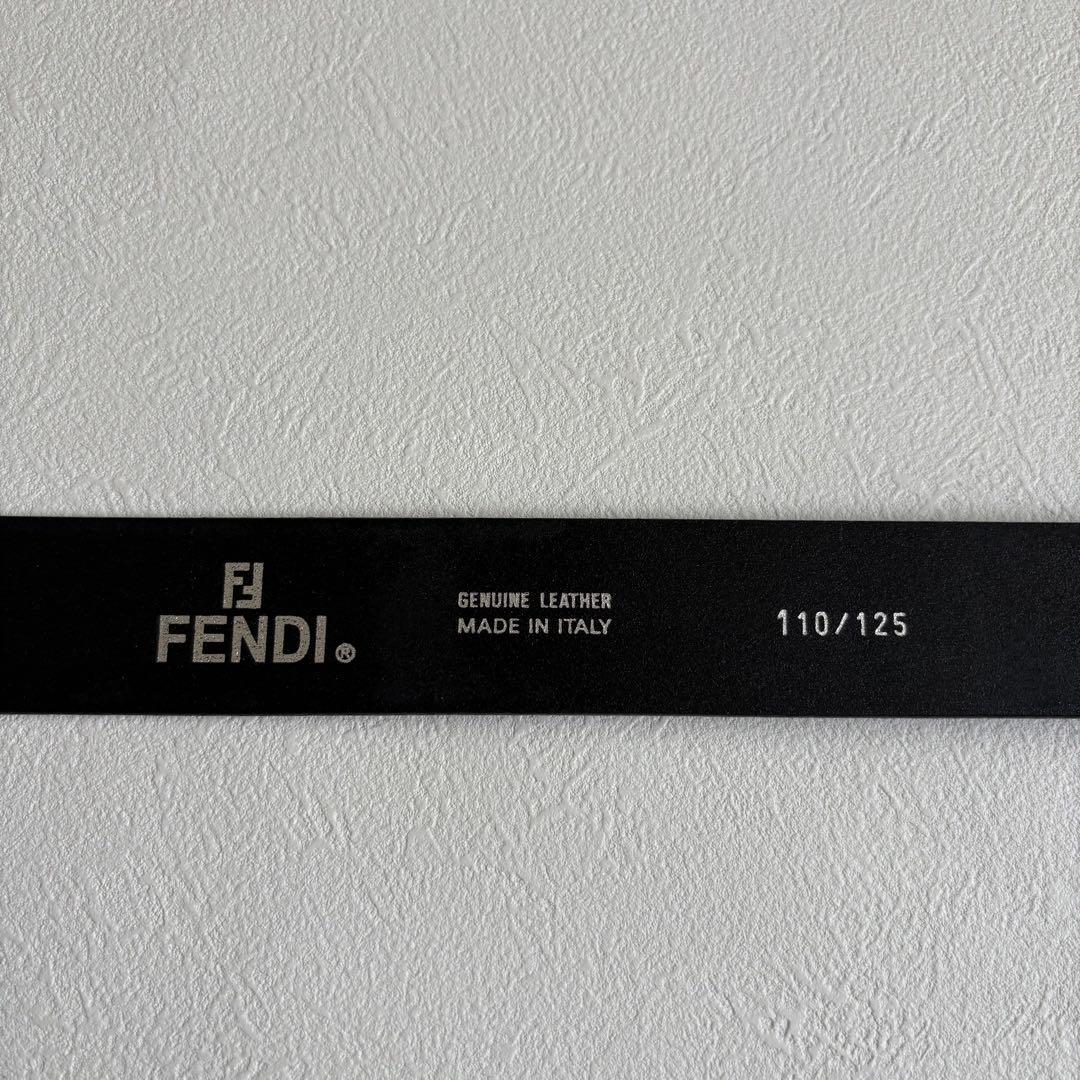 FF
FENDI®
GENUINE LEATHER
MADE IN ITALY
110/125